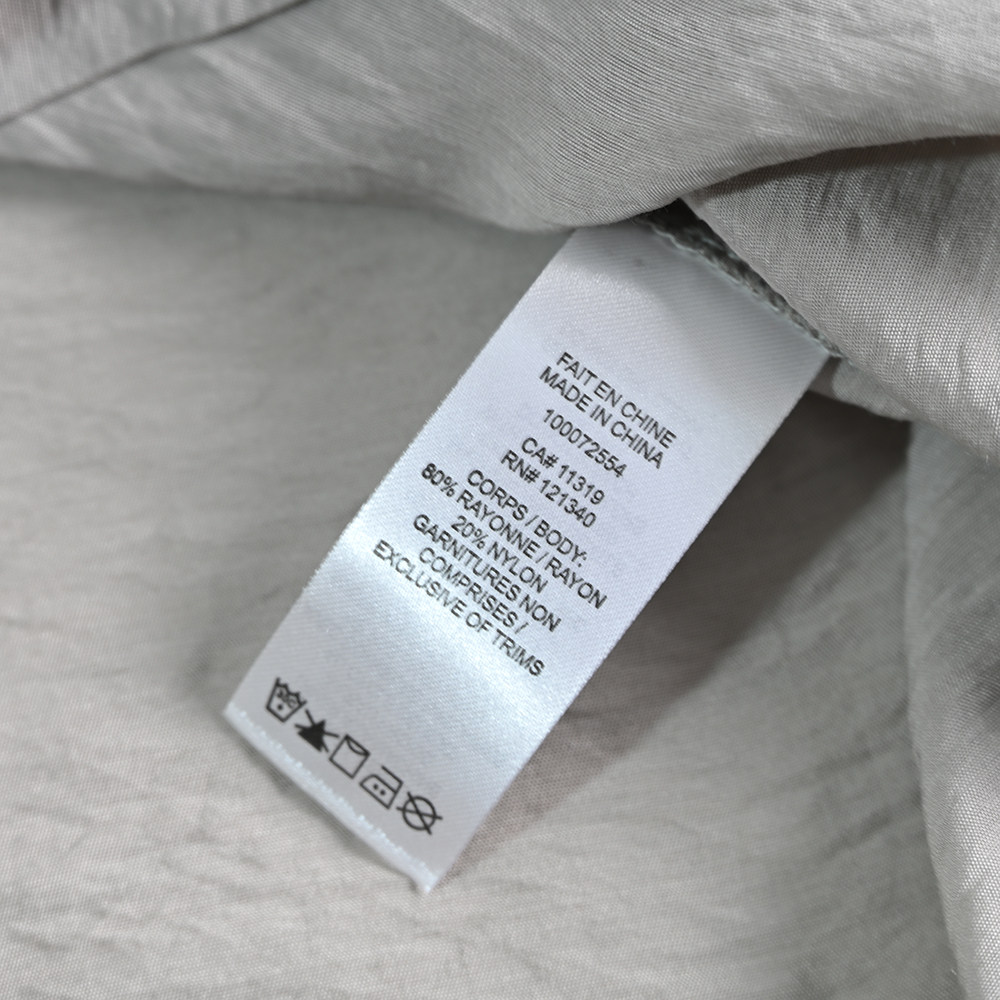 FAIT EN CHINE
MADE IN CHINA
100072554
CA# 11319
RN# 121340
CORPS / BODY:
80% RAYONNE / RAYON
20% NYLON
GARNITURES NON
COMPRISES /
EXCLUSIVE OF TRIMS